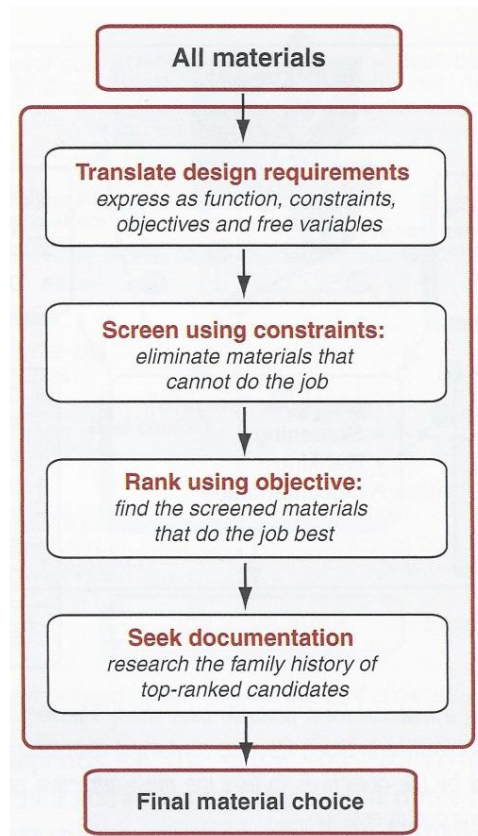 All materials
Translate design requirements
express as function, constraints,
objectives and free variables
Screen using constraints:
eliminate materials that
cannot do the job
Rank using objective:
find the screened materials
that do the job best
Seek documentation
research the family history of
top-ranked candidates
Final material choice